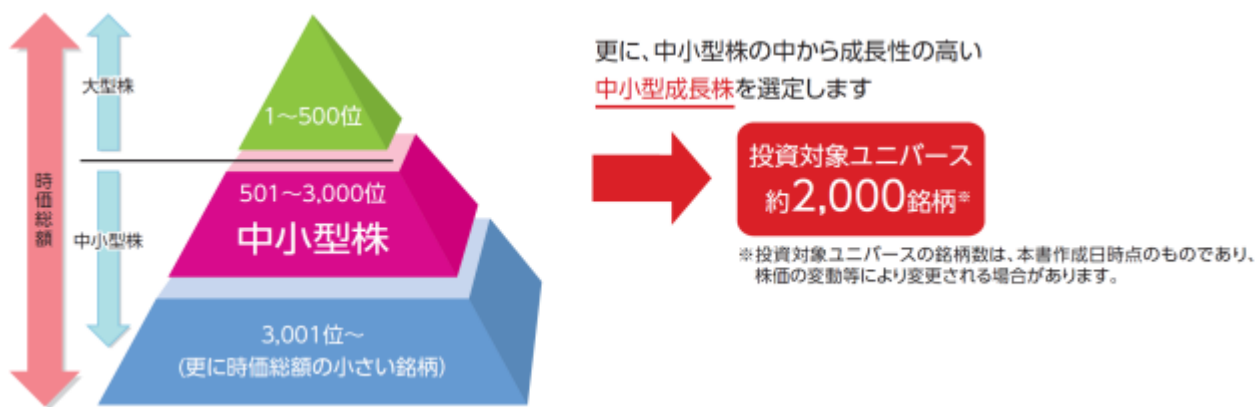 時価総額
大型株
中小型株
1～500位
501～3,000位
中小型株
3,001位～
(更に時価総額の小さい銘柄)
更に、中小型株の中から成長性の高い
中小型成長株を選定します
投資対象ユニバース
約2,000銘柄※
※投資対象ユニバースの銘柄数は、本書作成日時点のものであり、
株価の変動等により変更される場合があります。